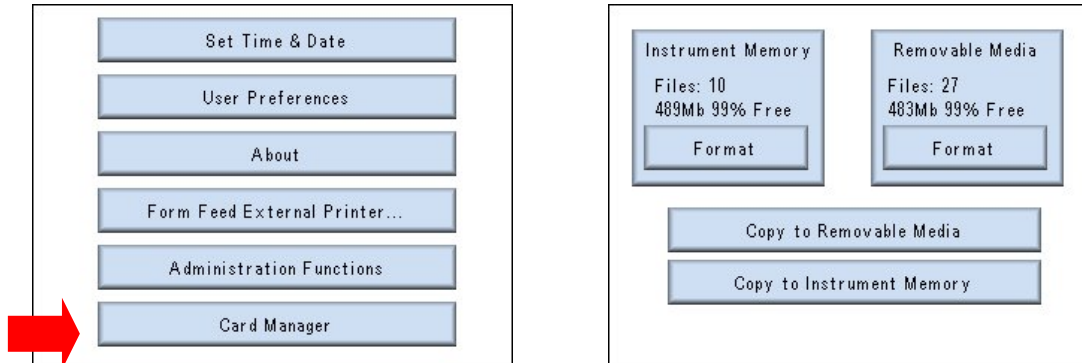 Set Time & Date
User Preferences
About
Form Feed External Printer...
Administration Functions
Card Manager
Instrument Memory
Files: 10
489Mb 99% Free
Format
Removable Media
Files: 27
483Mb 99% Free
Format
Copy to Removable Media
Copy to Instrument Memory